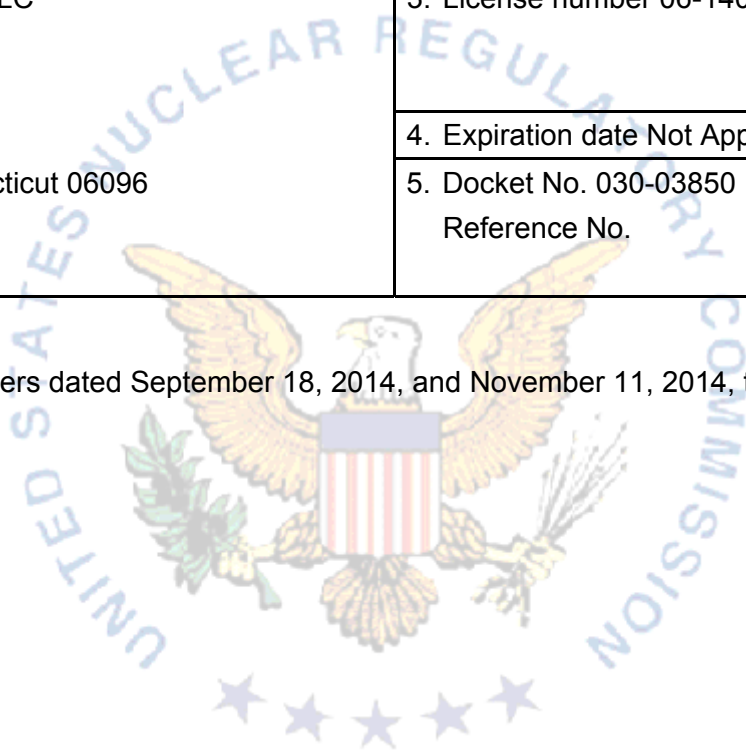 3. License number 06-140
4. Expiration date Not App
cticut 06096
5. Docket No. 030-03850
Reference No.
ers dated September 18, 2014, and November 11, 2014,
UNITED STATES NUCLEAR REGULATORY COMMISSION